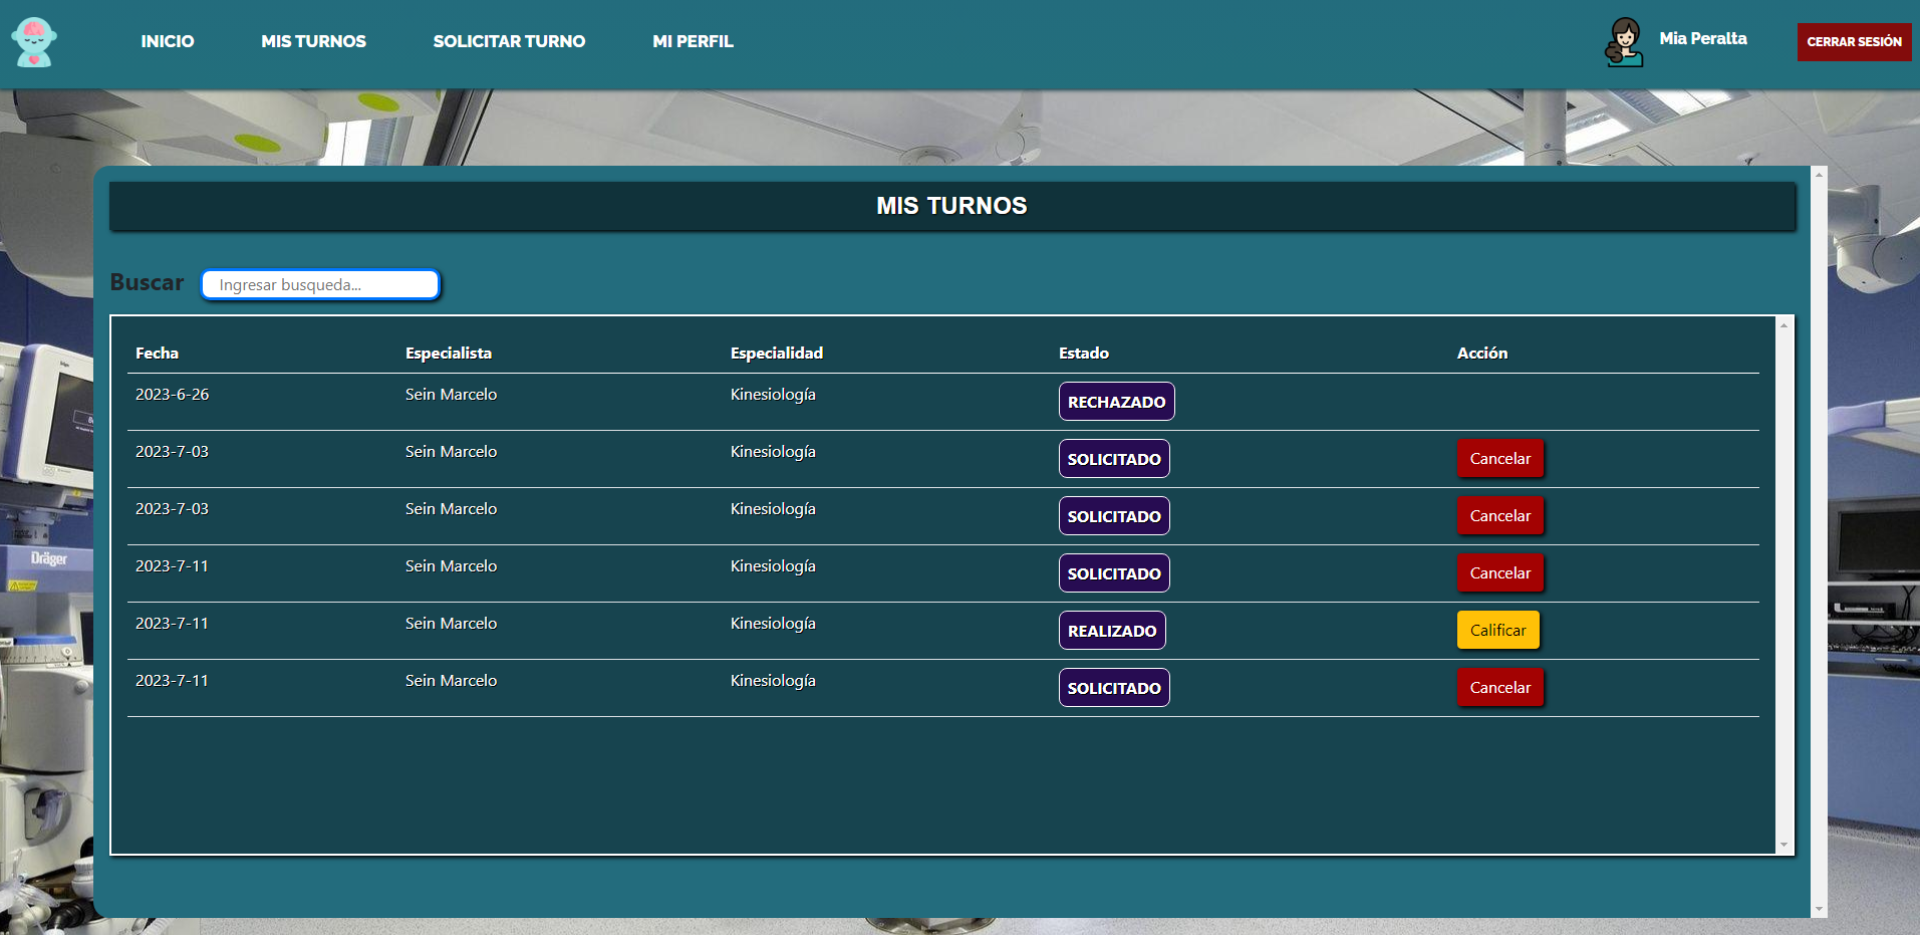 INICIO MIS TURNOS SOLICITAR TURNO MI PERFIL Mia Peralta CERRAR SESIÓN
MIS TURNOS
Buscar Ingresar busqueda...
Fecha Especialista Especialidad Estado Acción
2023-6-26 Sein Marcelo Kinesiología RECHAZADO
2023-7-03 Sein Marcelo Kinesiología SOLICITADO Cancelar
2023-7-03 Sein Marcelo Kinesiología SOLICITADO Cancelar
2023-7-11 Sein Marcelo Kinesiología SOLICITADO Cancelar
2023-7-11 Sein Marcelo Kinesiología REALIZADO Calificar
2023-7-11 Sein Marcelo Kinesiología SOLICITADO Cancelar
Dräger